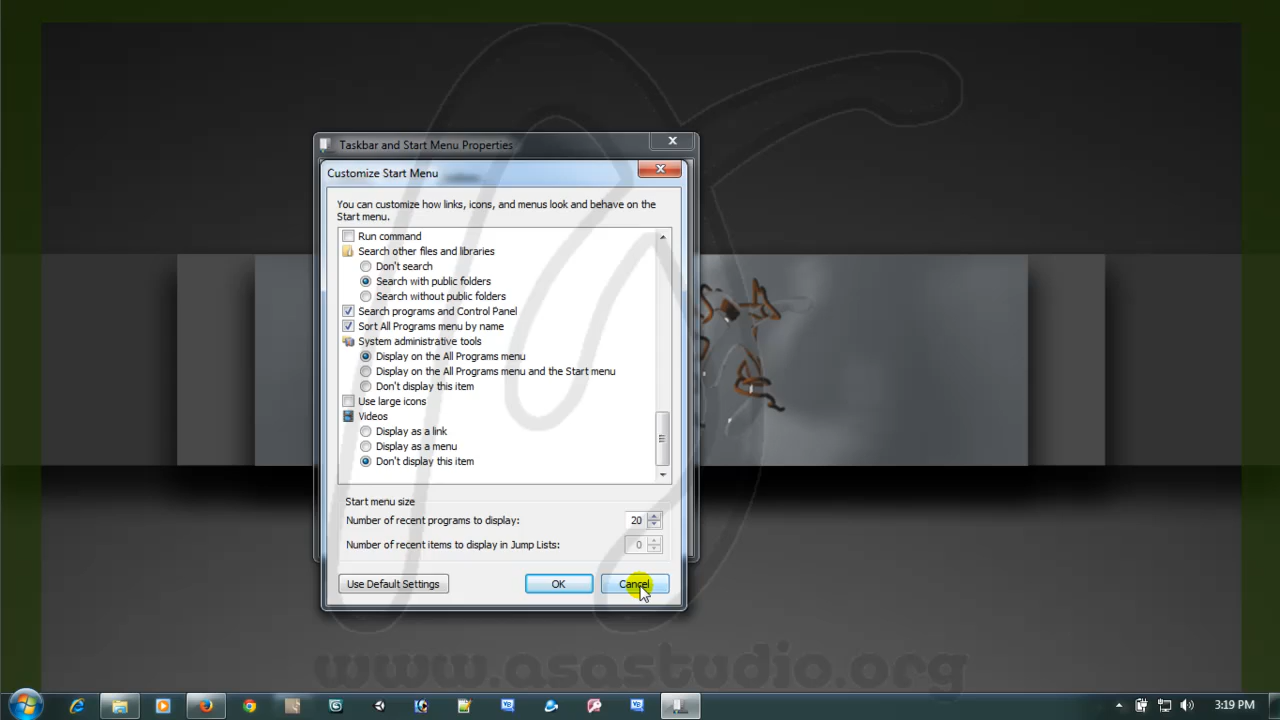 Taskbar and Start Menu Properties
Customize Start Menu
You can customize how links, icons, and menus look and behave on the
Start menu.
Run command
Search other files and libraries
Don't search
Search with public folders
Search without public folders
Search programs and Control Panel
Sort All Programs menu by name
System administrative tools
Display on the All Programs menu
Display on the All Programs menu and the Start menu
Don't display this item
Use large icons
Videos
Display as a link
Display as a menu
Don't display this item
Start menu size
Number of recent programs to display: 20
Number of recent items to display in Jump Lists: 0
Use Default Settings OK Cancel
www.asastudio.org
3:19 PM